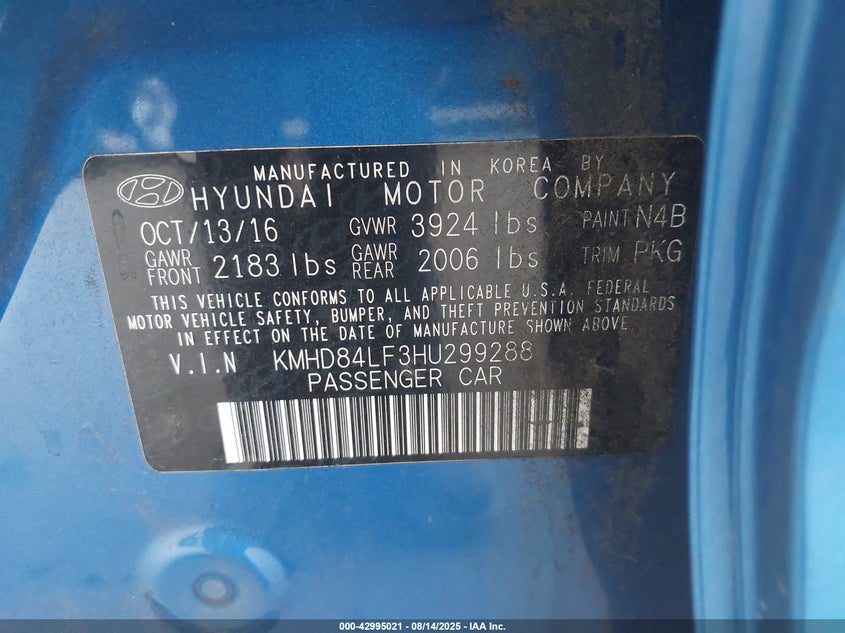 MANUFACTURED IN KOREA BY
HYUNDAI MOTOR COMPANY
OCT/13/16 GVWR 3924 lbs PAINT N4B
GAWR FRONT 2183 lbs GAWR REAR 2006 lbs TRIM PKG
THIS VEHICLE CONFORMS TO ALL APPLICABLE U.S.A. FEDERAL
MOTOR VEHICLE SAFETY, BUMPER, AND THEFT PREVENTION STANDARDS
IN EFFECT ON THE DATE OF MANUFACTURE SHOWN ABOVE.
V.I.N KMHD84LF3HU299288
PASSENGER CAR
000-42995021 - 08/14/2025 - IAA Inc.